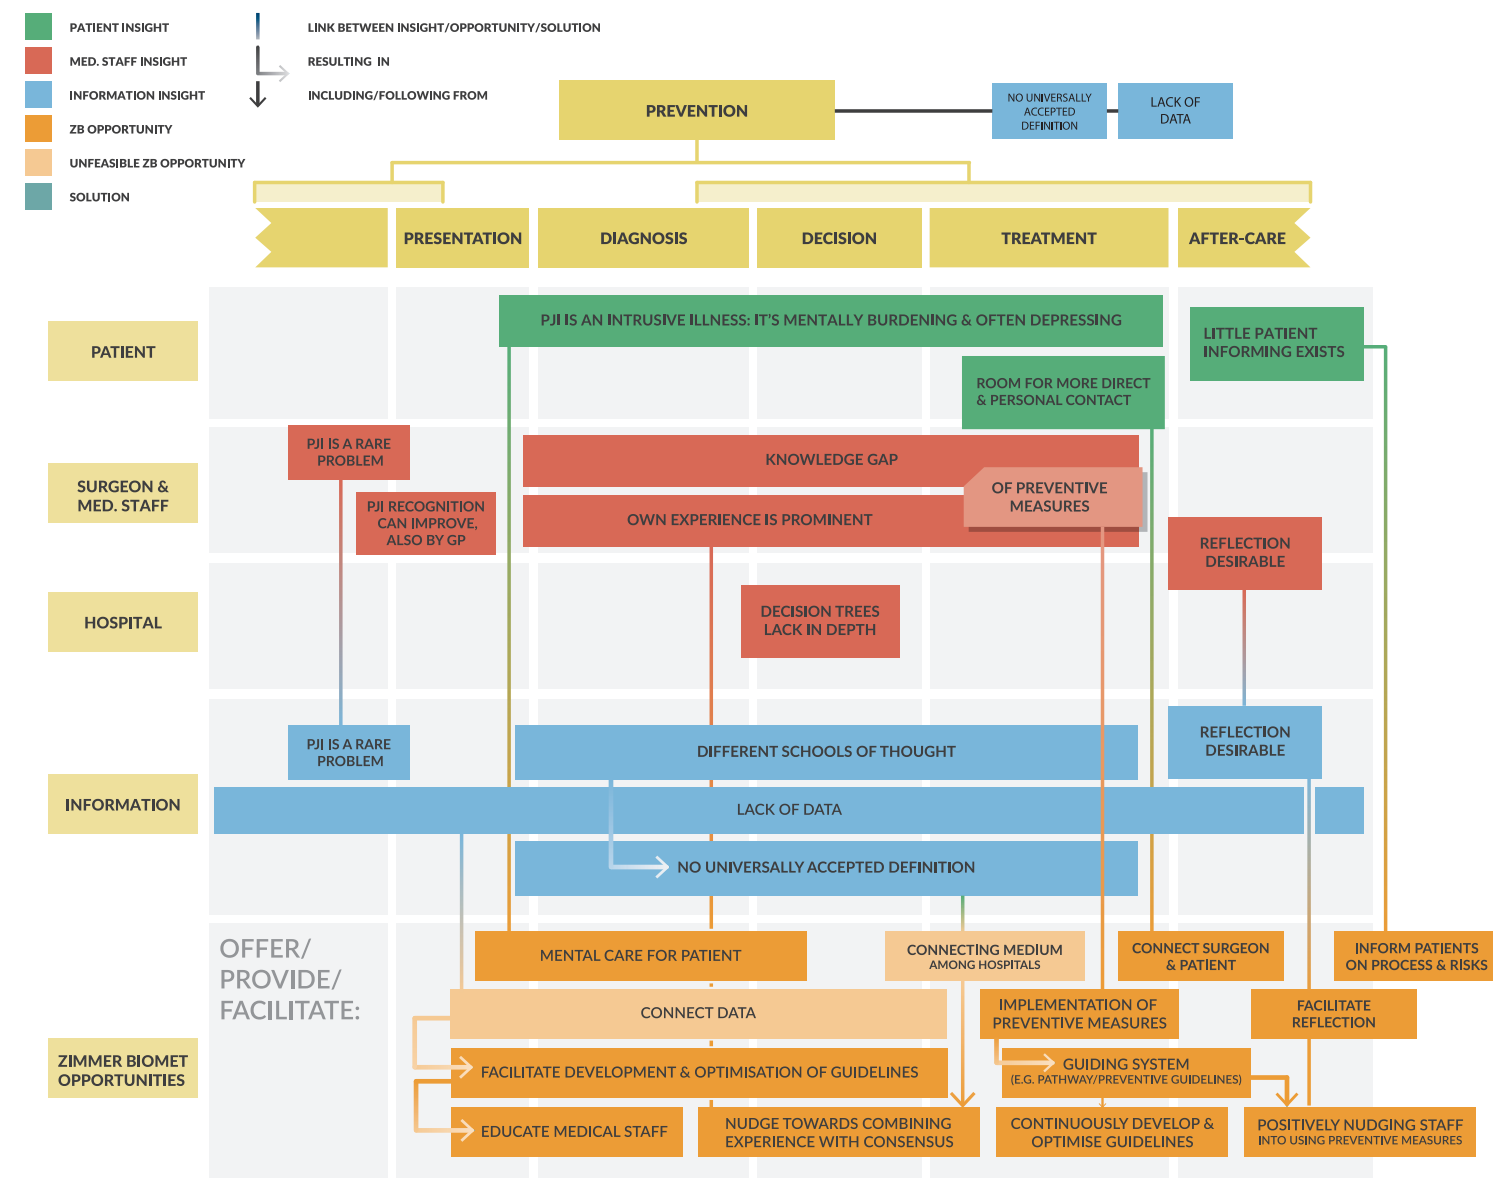 PATIENT INSIGHT
MED. STAFF INSIGHT
INFORMATION INSIGHT
ZB OPPORTUNITY
UNFEASIBLE ZB OPPORTUNITY
SOLUTION
LINK BETWEEN INSIGHT/OPPORTUNITY/SOLUTION
RESULTING IN
INCLUDING/FOLLOWING FROM
PREVENTION
NO UNIVERSALLY
ACCEPTED
DEFINITION
LACK OF
DATA
PRESENTATION
DIAGNOSIS
DECISION
TREATMENT
AFTER-CARE
PATIENT
PJI IS AN INTRUSIVE ILLNESS: IT'S MENTALLY BURDENING & OFTEN DEPRESSING
LITTLE PATIENT
INFORMING EXISTS
ROOM FOR MORE DIRECT
& PERSONAL CONTACT
SURGEON &
MED. STAFF
PJI IS A RARE
PROBLEM
PJI RECOGNITION
CAN IMPROVE,
ALSO BY GP
KNOWLEDGE GAP
OF PREVENTIVE
MEASURES
OWN EXPERIENCE IS PROMINENT
REFLECTION
DESIRABLE
HOSPITAL
DECISION TREES
LACK IN DEPTH
INFORMATION
PJI IS A RARE
PROBLEM
DIFFERENT SCHOOLS OF THOUGHT
REFLECTION
DESIRABLE
LACK OF DATA
NO UNIVERSALLY ACCEPTED DEFINITION
OFFER/
PROVIDE/
FACILITATE:
ZIMMER BIOMET
OPPORTUNITIES
MENTAL CARE FOR PATIENT
CONNECTING MEDIUM
AMONG HOSPITALS
CONNECT SURGEON
& PATIENT
INFORM PATIENTS
ON PROCESS & RISKS
CONNECT DATA
IMPLEMENTATION OF
PREVENTIVE MEASURES
FACILITATE
REFLECTION
FACILITATE DEVELOPMENT & OPTIMISATION OF GUIDELINES
GUIDING SYSTEM
(E.G. PATHWAY/PREVENTIVE GUIDELINES)
EDUCATE MEDICAL STAFF
NUDGE TOWARDS COMBINING
EXPERIENCE WITH CONSENSUS
CONTINUOUSLY DEVELOP &
OPTIMISE GUIDELINES
POSITIVELY NUDGING STAFF
INTO USING PREVENTIVE MEASURES